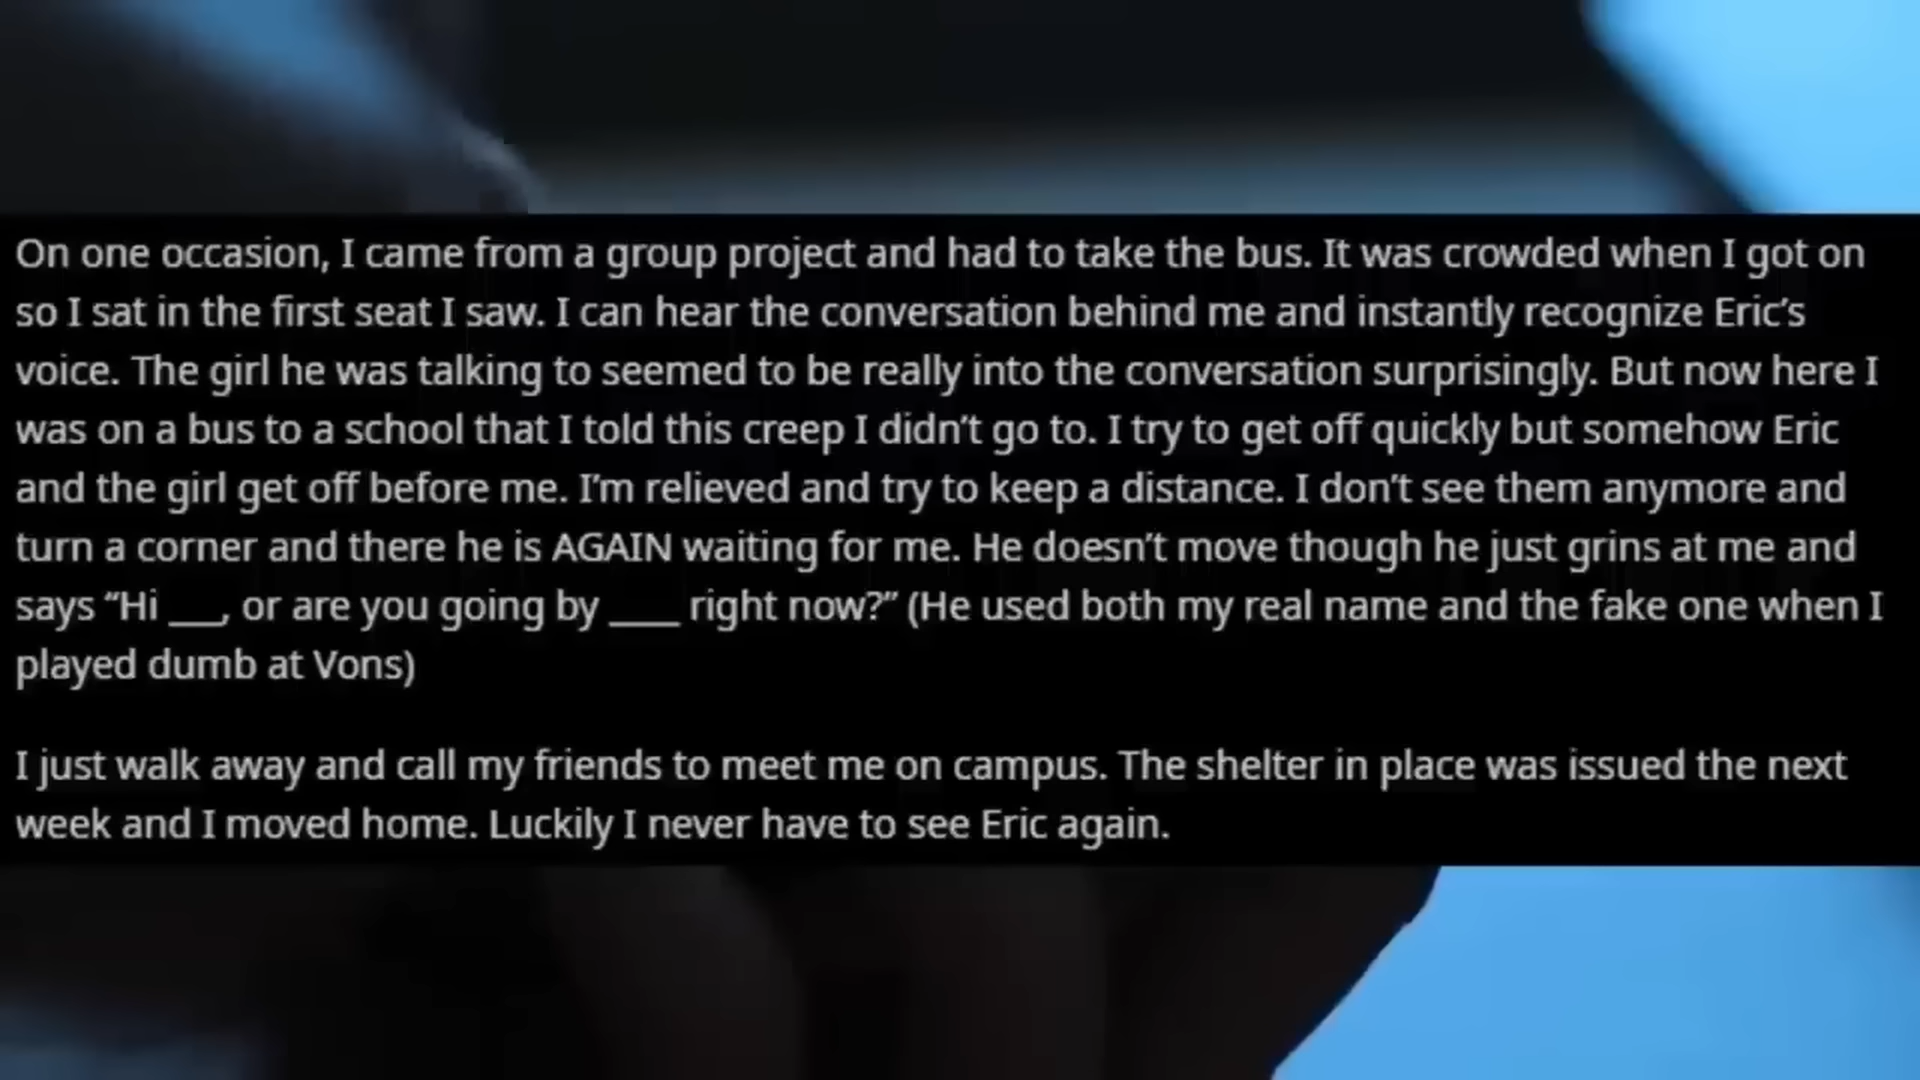 On one occasion, I came from a group project and had to take the bus. It was crowded when I got on
so I sat in the first seat I saw. I can hear the conversation behind me and instantly recognize Eric’s
voice. The girl he was talking to seemed to be really into the conversation surprisingly. But now here I
was on a bus to a school that I told this creep I didn’t go to. I try to get off quickly but somehow Eric
and the girl get off before me. I’m relieved and try to keep a distance. I don’t see them anymore and
turn a corner and there he is AGAIN waiting for me. He doesn’t move though he just grins at me and
says “Hi ___, or are you going by ____ right now?” (He used both my real name and the fake one when I
played dumb at Vons)
I just walk away and call my friends to meet me on campus. The shelter in place was issued the next
week and I moved home. Luckily I never have to see Eric again.